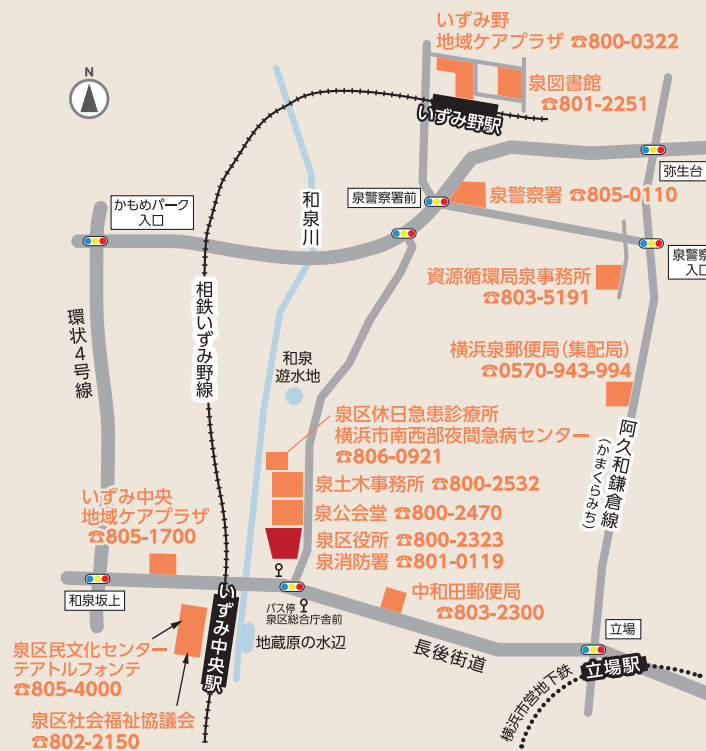 いずみ野
地域ケアプラザ ☎800-0322
泉図書館
☎801-2251
いずみ野駅
N
弥生台
泉警察署前
泉警察署 ☎805-0110
かもめパーク
入口
和泉川
泉警察
入口
資源循環局泉事務所
☎803-5191
相鉄いずみ野線
環状4号線
横浜泉郵便局(集配局)
☎0570-943-994
和泉
遊水地
阿久和鎌倉線
(かまくらみち)
泉区休日急患診療所
横浜市南西部夜間急病センター
☎806-0921
泉土木事務所 ☎800-2532
いずみ中央
地域ケアプラザ
☎805-1700
泉公会堂 ☎800-2470
泉区役所 ☎800-2323
泉消防署 ☎801-0119
和泉坂上
いずみ中央駅
バス停
泉区総合庁舎前
中和田郵便局
☎803-2300
地蔵原の水辺
長後街道
立場
立場駅
横浜市営地下鉄
泉区民文化センター
テアトルフォンテ
☎805-4000
泉区社会福祉協議会
☎802-2150